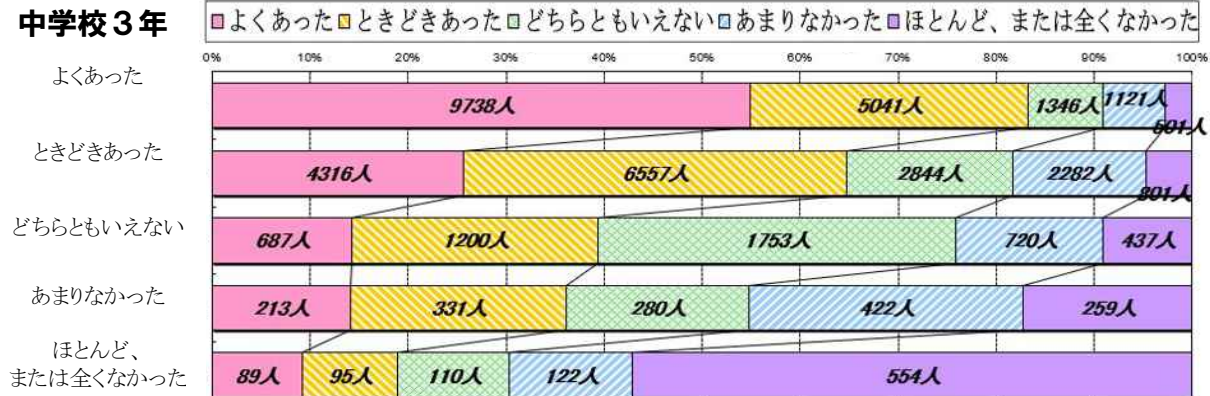 中学校3年
■よくあった■ときどきあった■どちらともいえない■あまりなかった■ほとんど、または全くなかった
0% 10% 20% 30% 40% 50% 60% 70% 80% 90% 100%
よくあった
9738人 5041人 1346人 1121人 501人
ときどきあった
4316人 6557人 2844人 2282人 801人
どちらともいえない
687人 1200人 1753人 720人 437人
あまりなかった
213人 331人 280人 422人 259人
ほとんど、
または全くなかった
89人 95人 110人 122人 554人